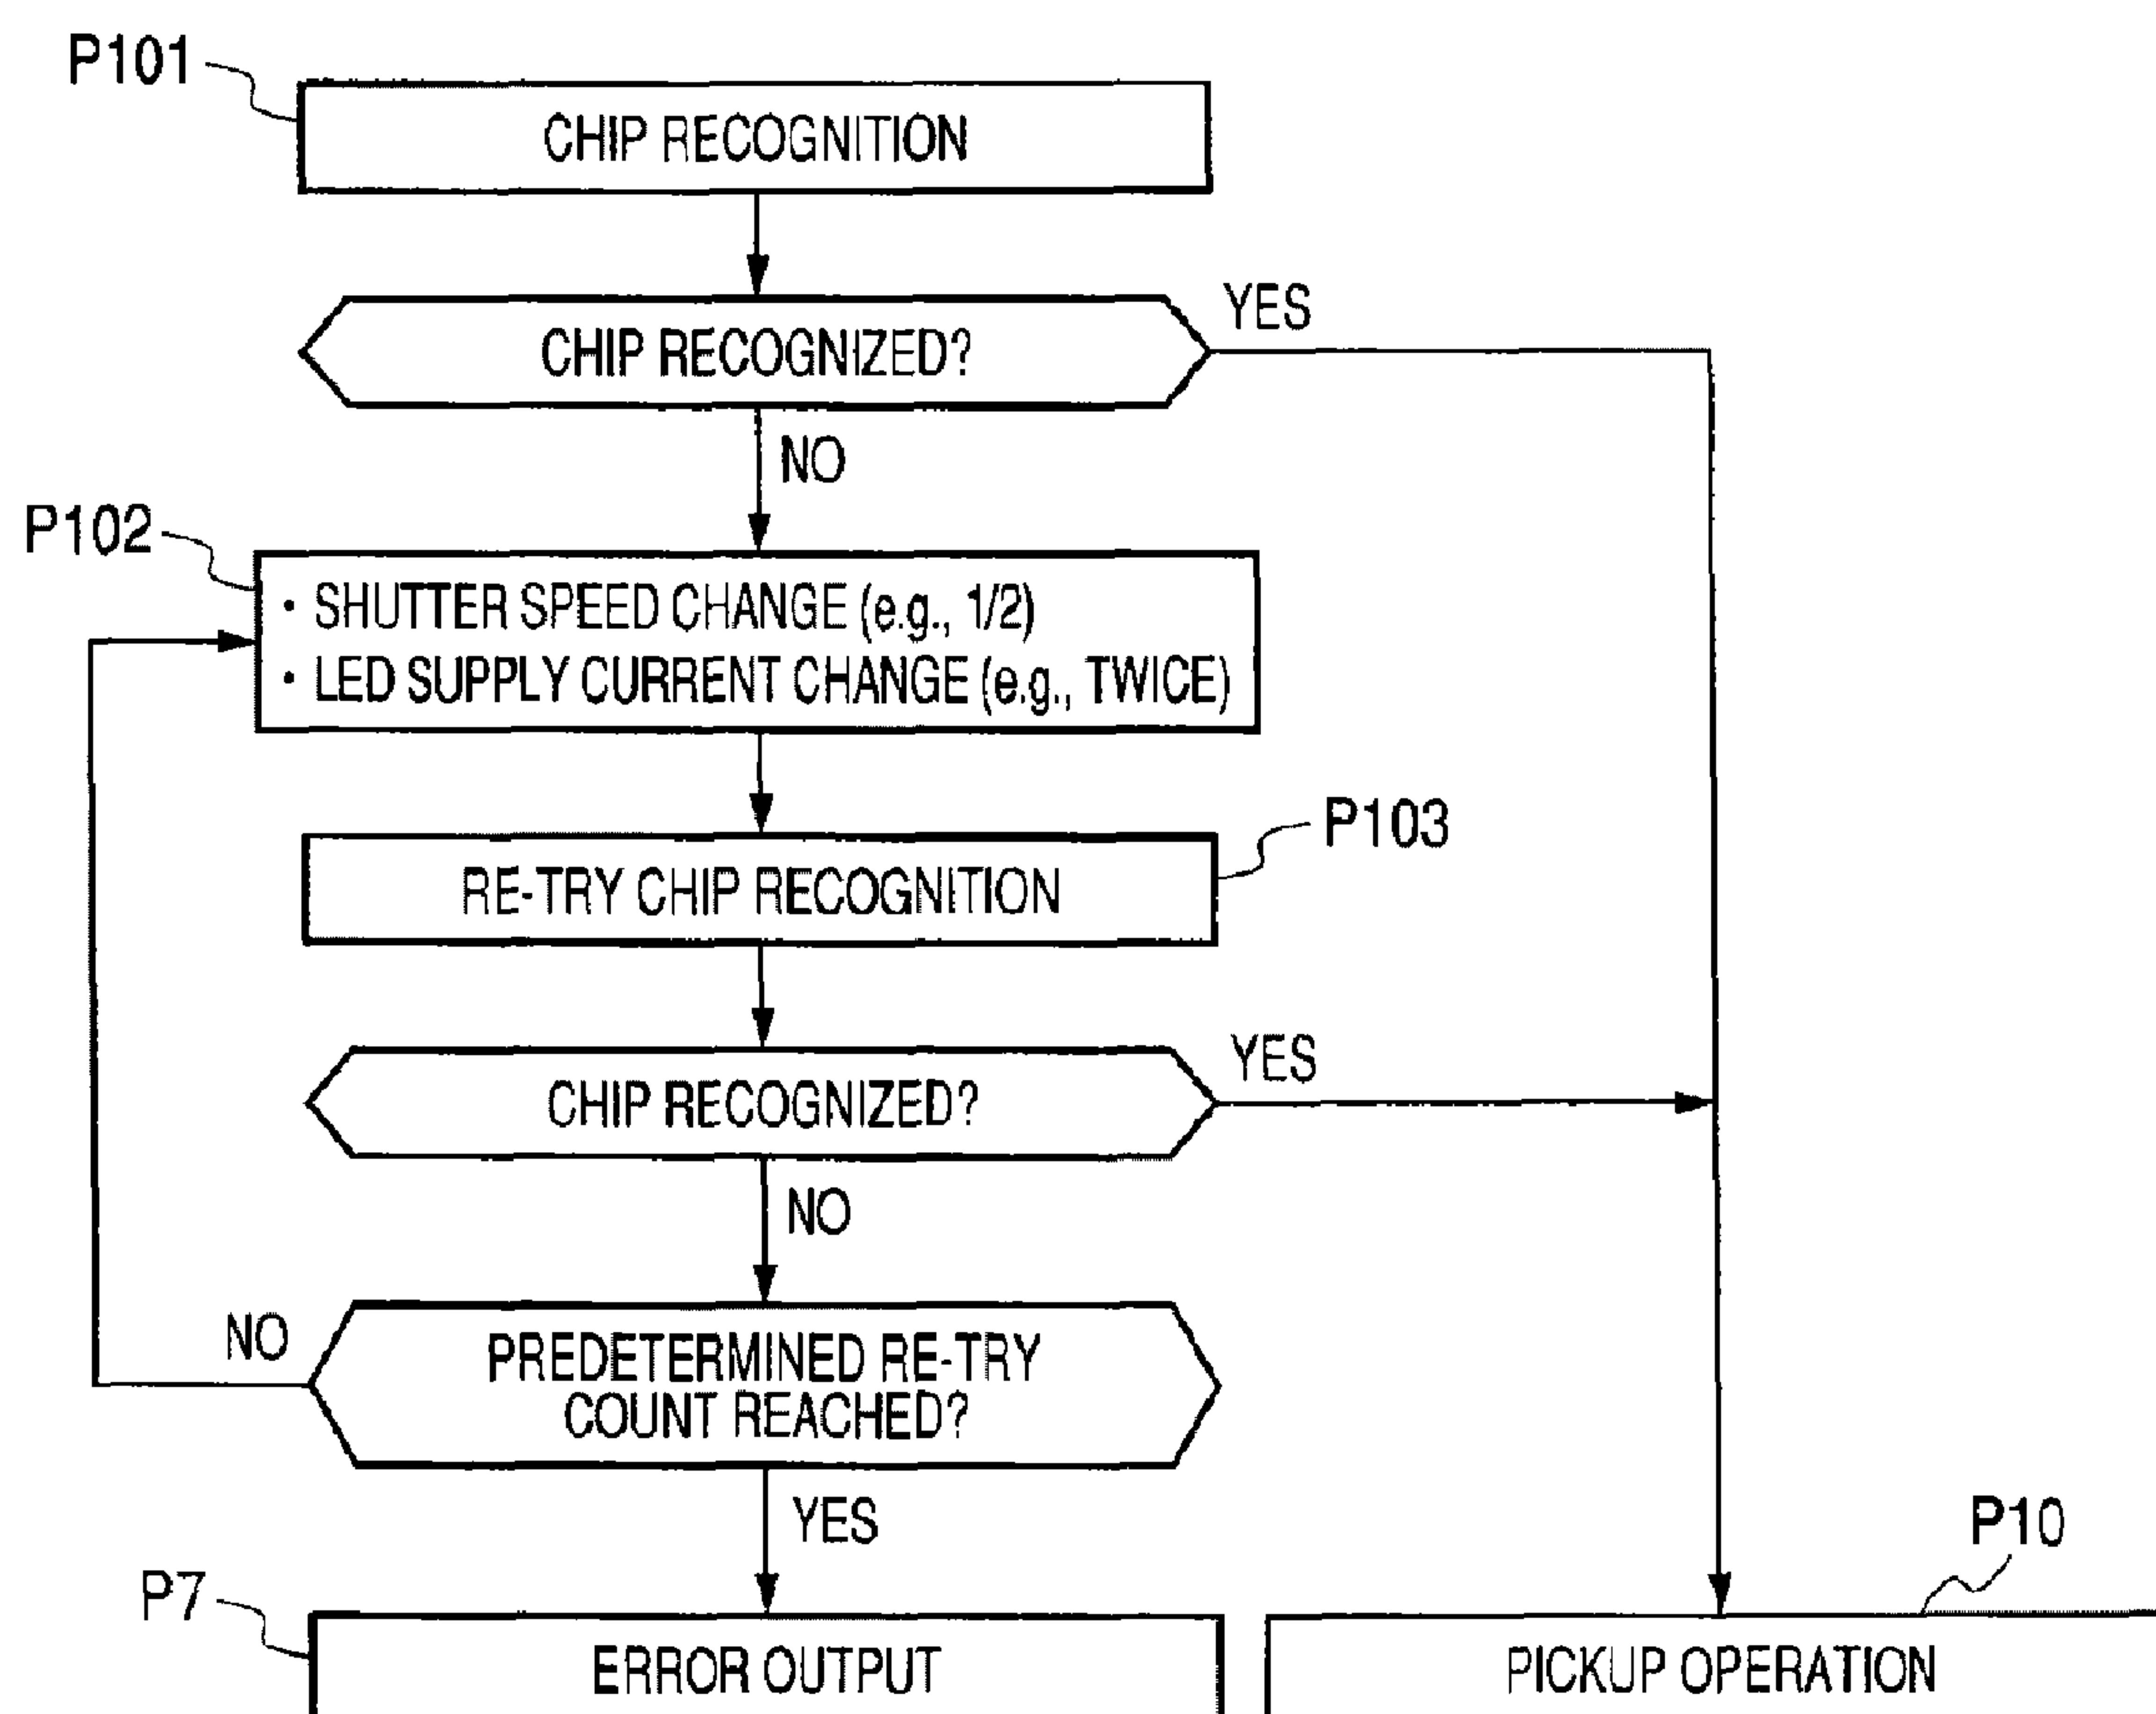 P101
CHIP RECOGNITION
CHIP RECOGNIZED?
YES
NO
P102
• SHUTTER SPEED CHANGE (e.g., 1/2)
• LED SUPPLY CURRENT CHANGE (e.g., TWICE)
P103
RE-TRY CHIP RECOGNITION
CHIP RECOGNIZED?
YES
NO
NO
PREDETERMINED RE-TRY
COUNT REACHED?
YES
P7
ERROR OUTPUT
P10
PICKUP OPERATION